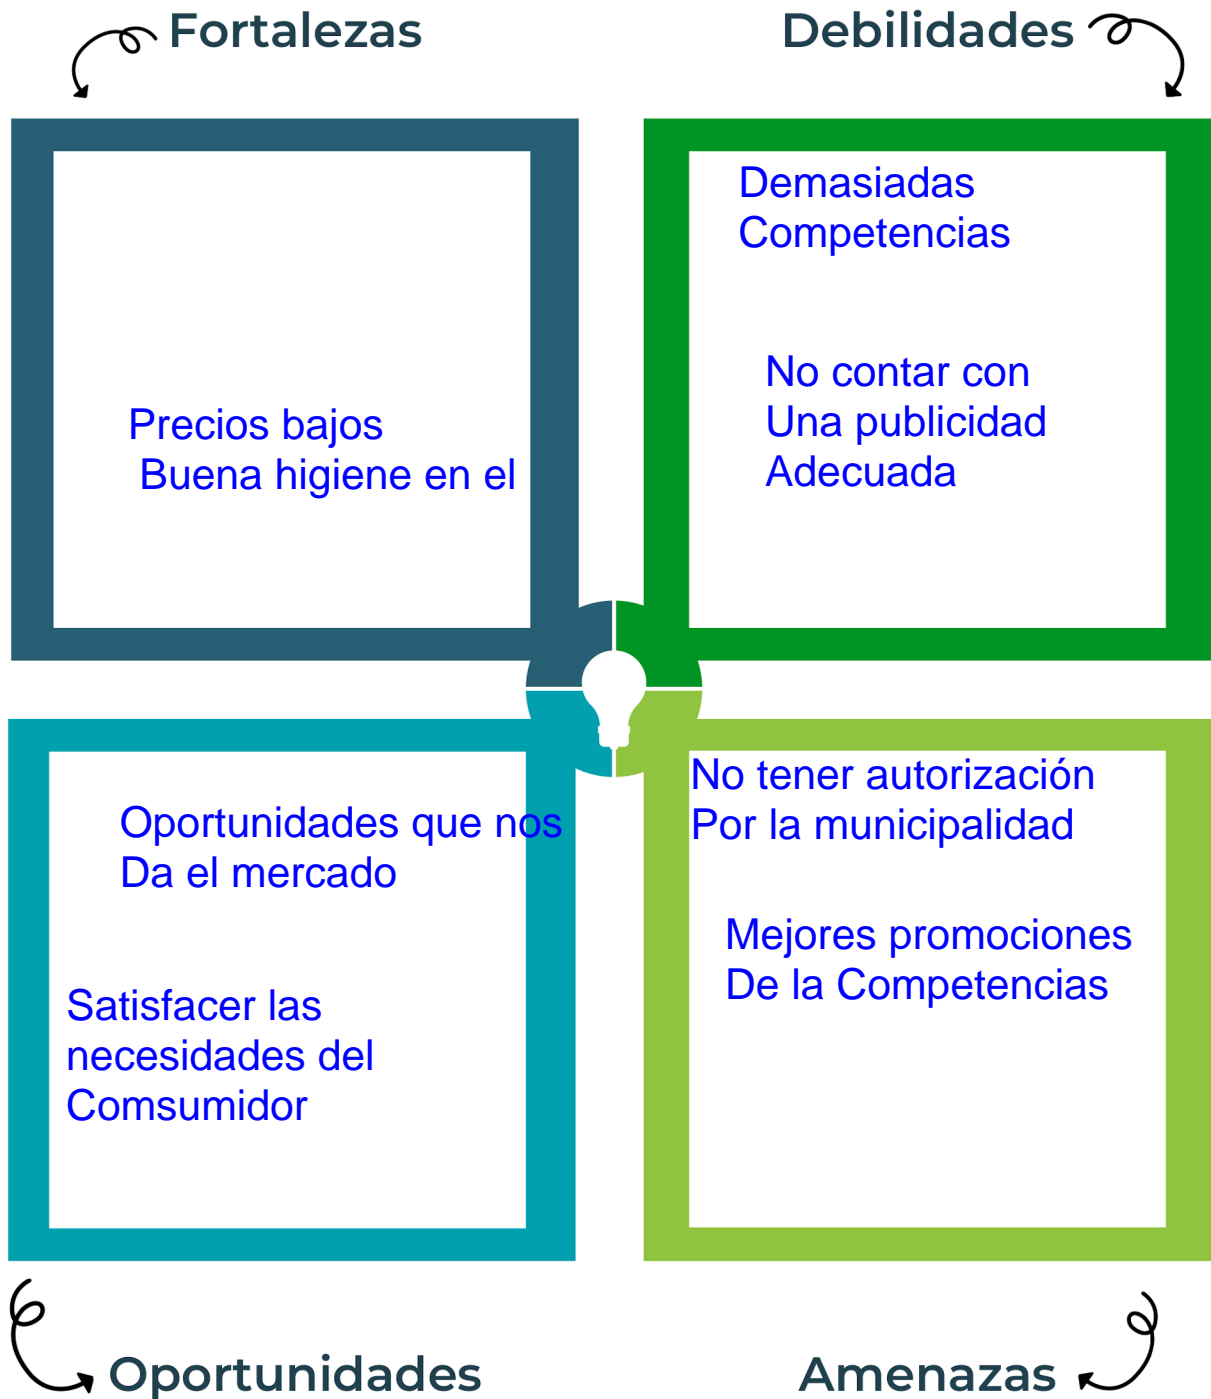 Fortalezas
Precios bajos
Buena higiene en el
Debilidades
Demasiadas
Competencias
No contar con
Una publicidad
Adecuada
Oportunidades que nos
Da el mercado
Satisfacer las
necesidades del
Comsumidor
Oportunidades
No tener autorización
Por la municipalidad
Mejores promociones
De la Competencias
Amenazas